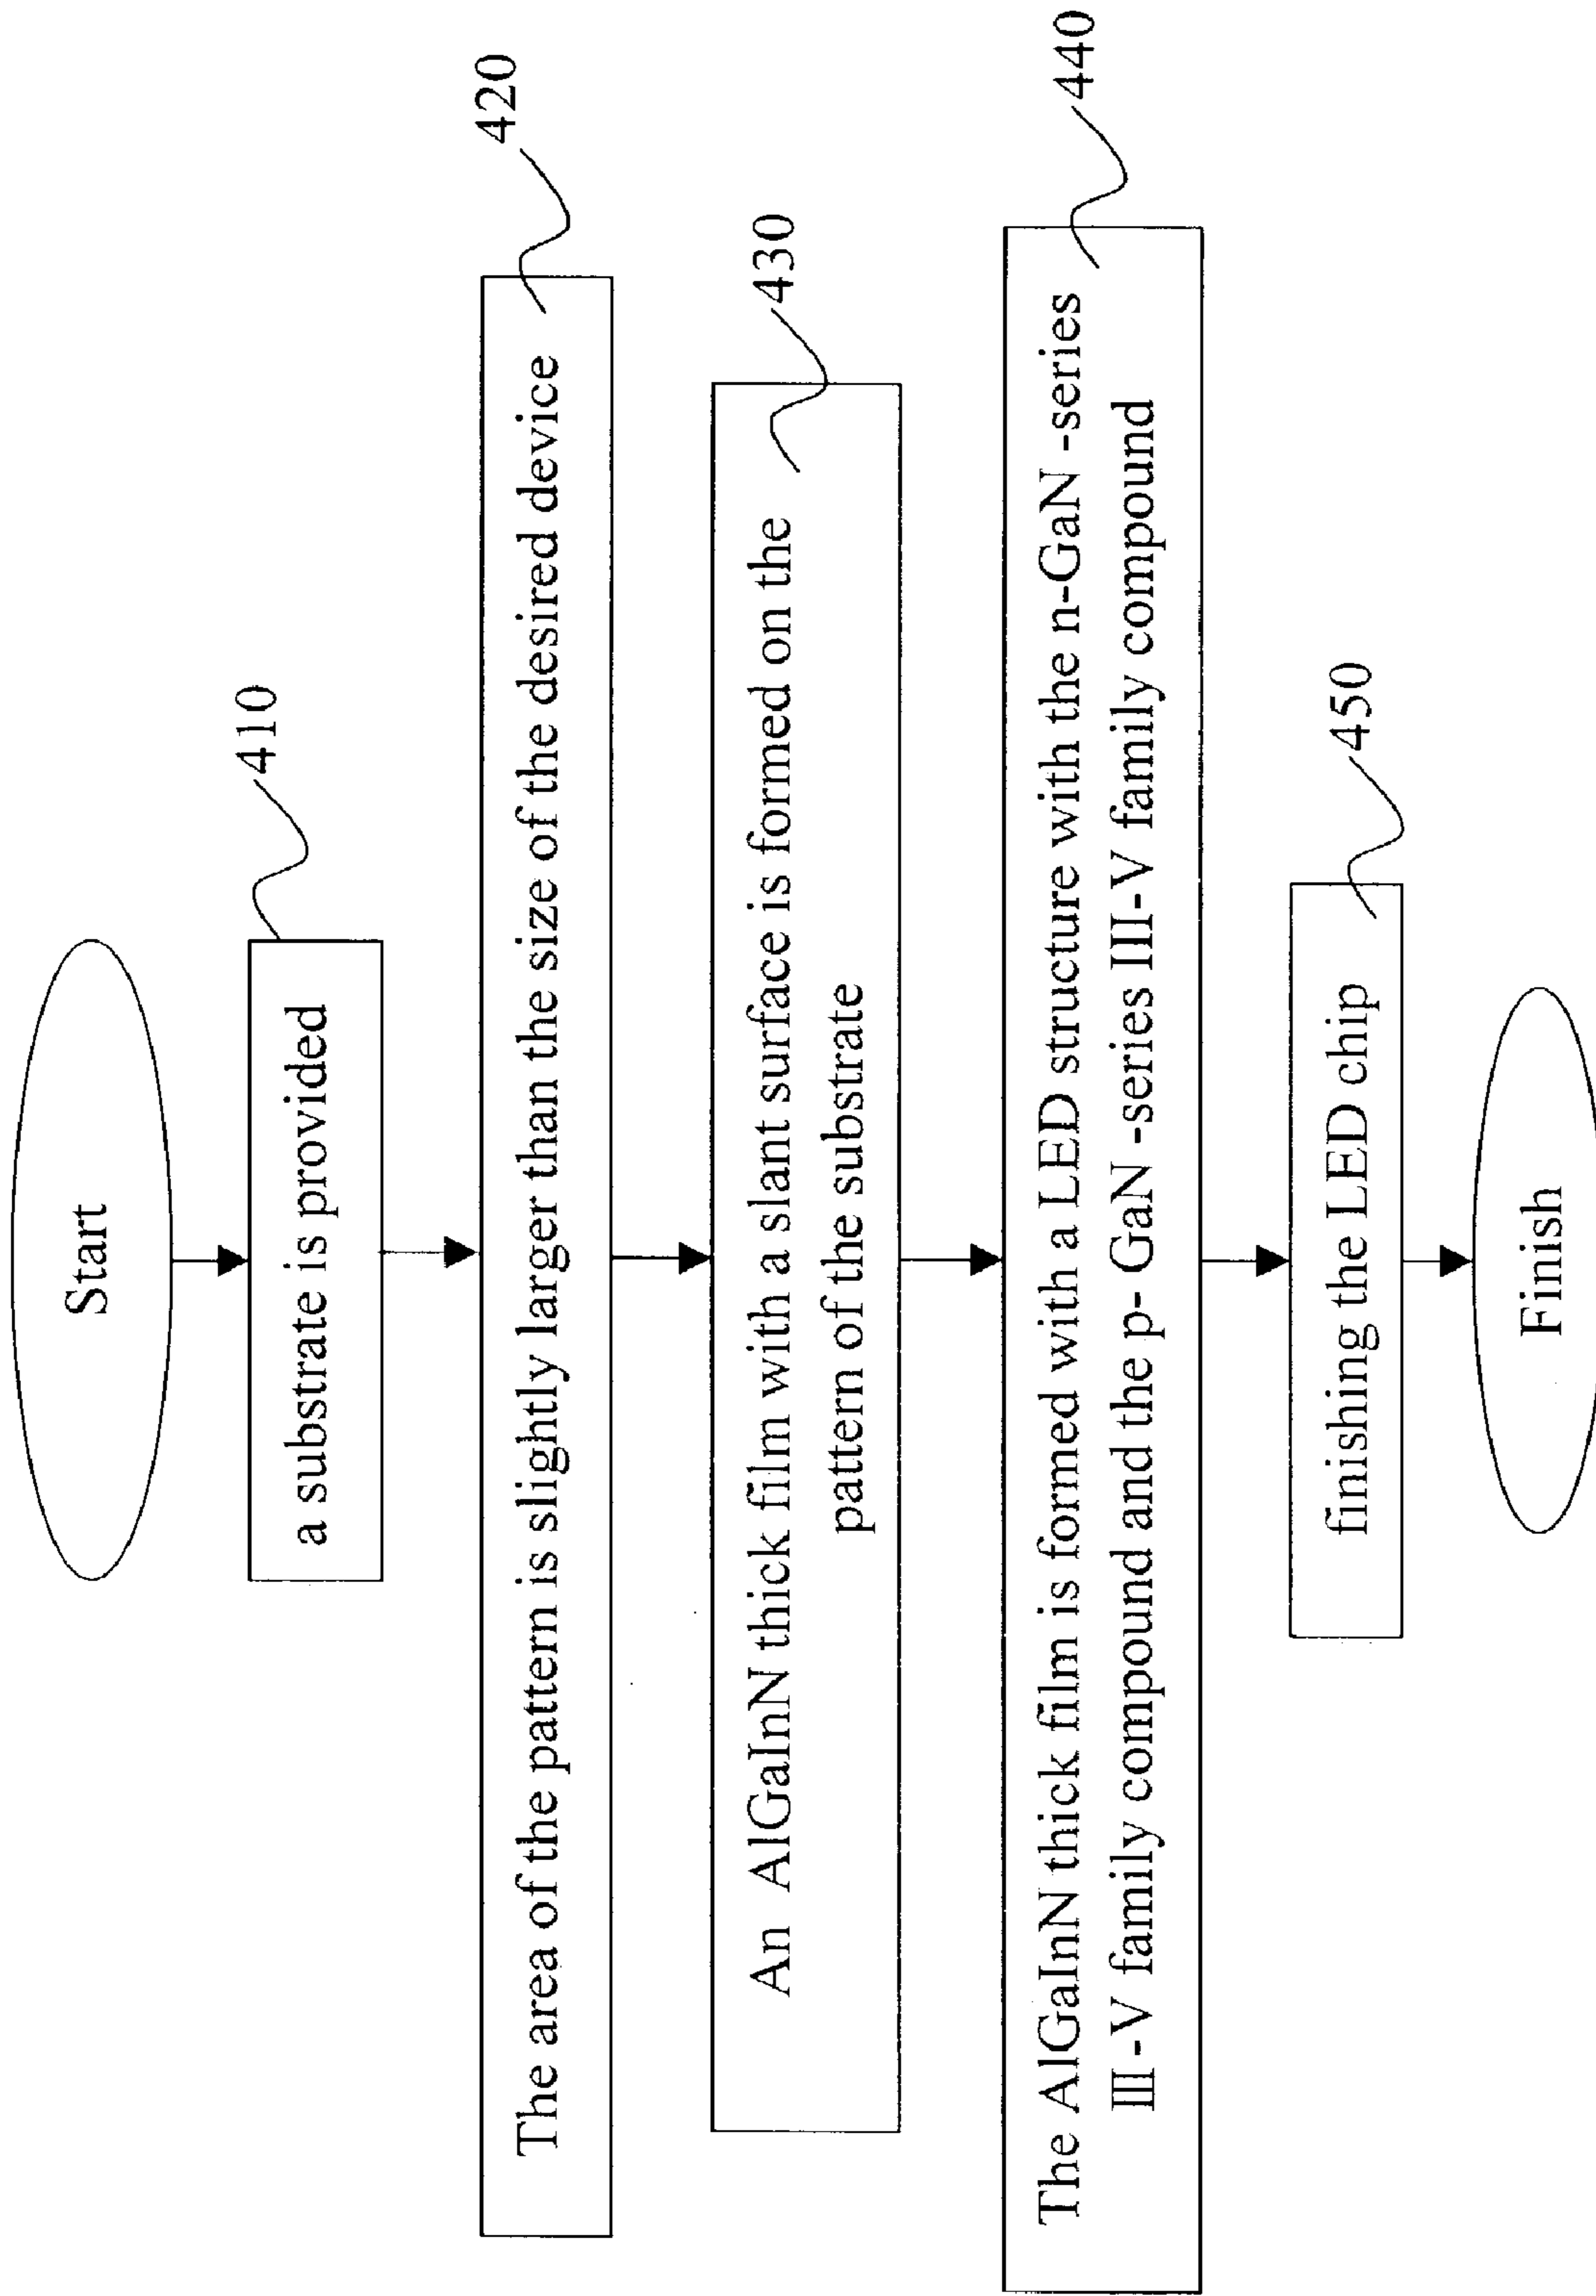 Start
a substrate is provided
410
The area of the pattern is slightly larger than the size of the desired device
420
An AlGaInN thick film with a slant surface is formed on the
pattern of the substrate
430
The AlGaInN thick film is formed with a LED structure with the n-GaN -series
III -V family compound and the p- GaN -series III-V family compound
440
finishing the LED chip
450
Finish